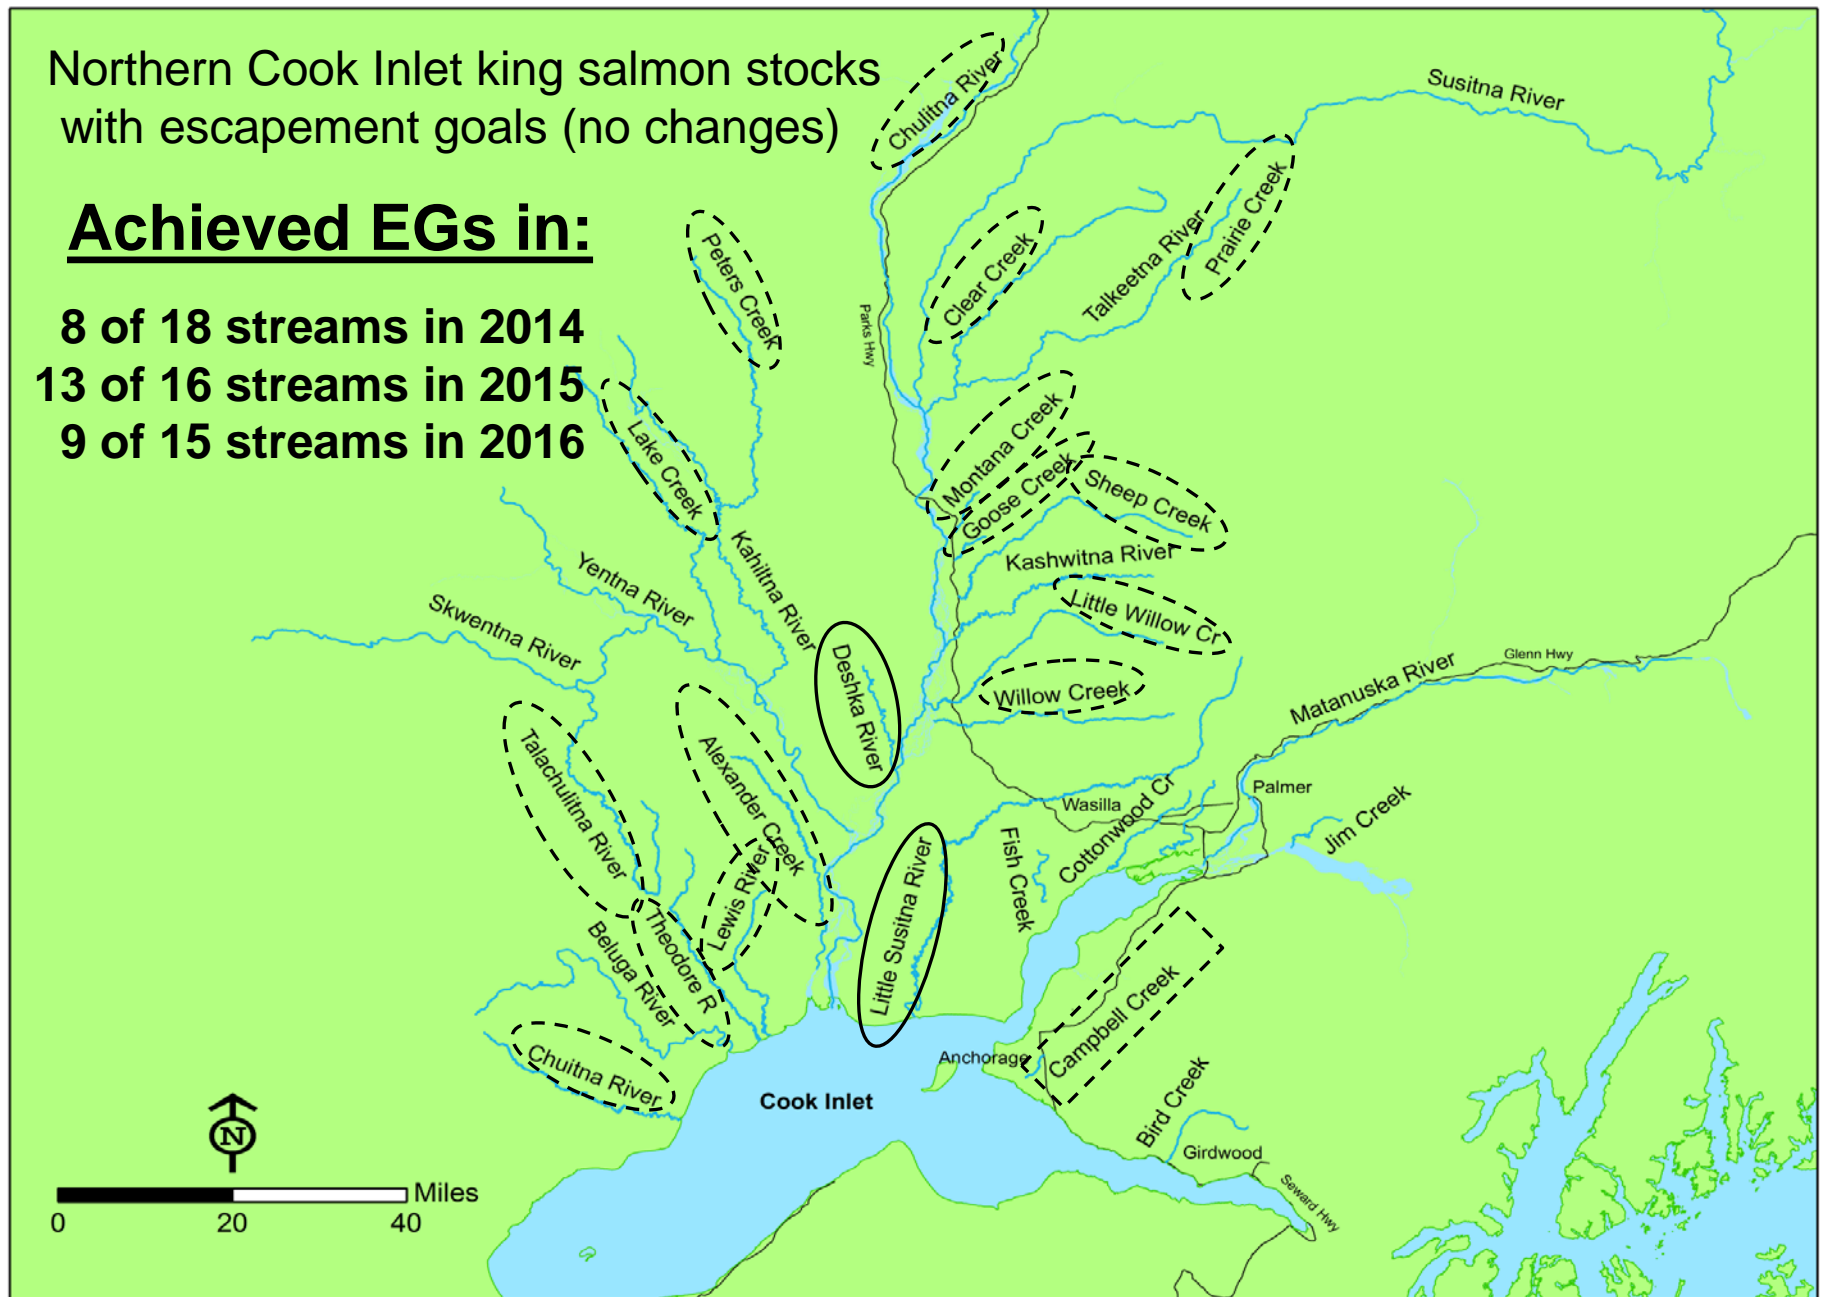 Northern Cook Inlet king salmon stocks
with escapement goals (no changes)
Achieved EGs in:
8 of 18 streams in 2014
13 of 16 streams in 2015
9 of 15 streams in 2016
Chulitna River
Susitna River
Peters Creek
Clear Creek
Talkeetna River
Prairie Creek
Parks Hwy
Lake Creek
Montana Creek
Goose Creek
Sheep Creek
Kahiltna River
Yentna River
Skwentna River
Kashwitna River
Little Willow Cr
Deshka River
Willow Creek
Matanuska River
Glenn Hwy
Talachulitna River
Alexander Creek
Lewis River
Theodore R
Beluga River
Chuitna River
Little Susitna River
Wasilla
Fish Creek
Cottonwood Cr
Palmer
Jim Creek
Campbell Creek
Anchorage
Cook Inlet
Bird Creek
Girdwood
Seward Hwy
N
Miles
0 20 40